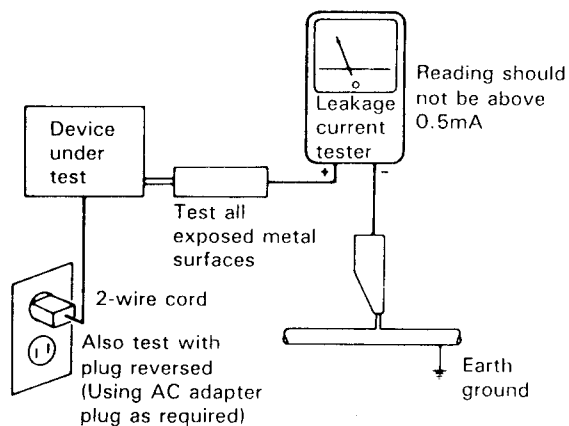 Device
under
test
Leakage
current
tester
+
-
Reading should
not be above
0.5mA
Test all
exposed metal
surfaces
2-wire cord
Also test with
plug reversed
(Using AC adapter
plug as required)
Earth
ground